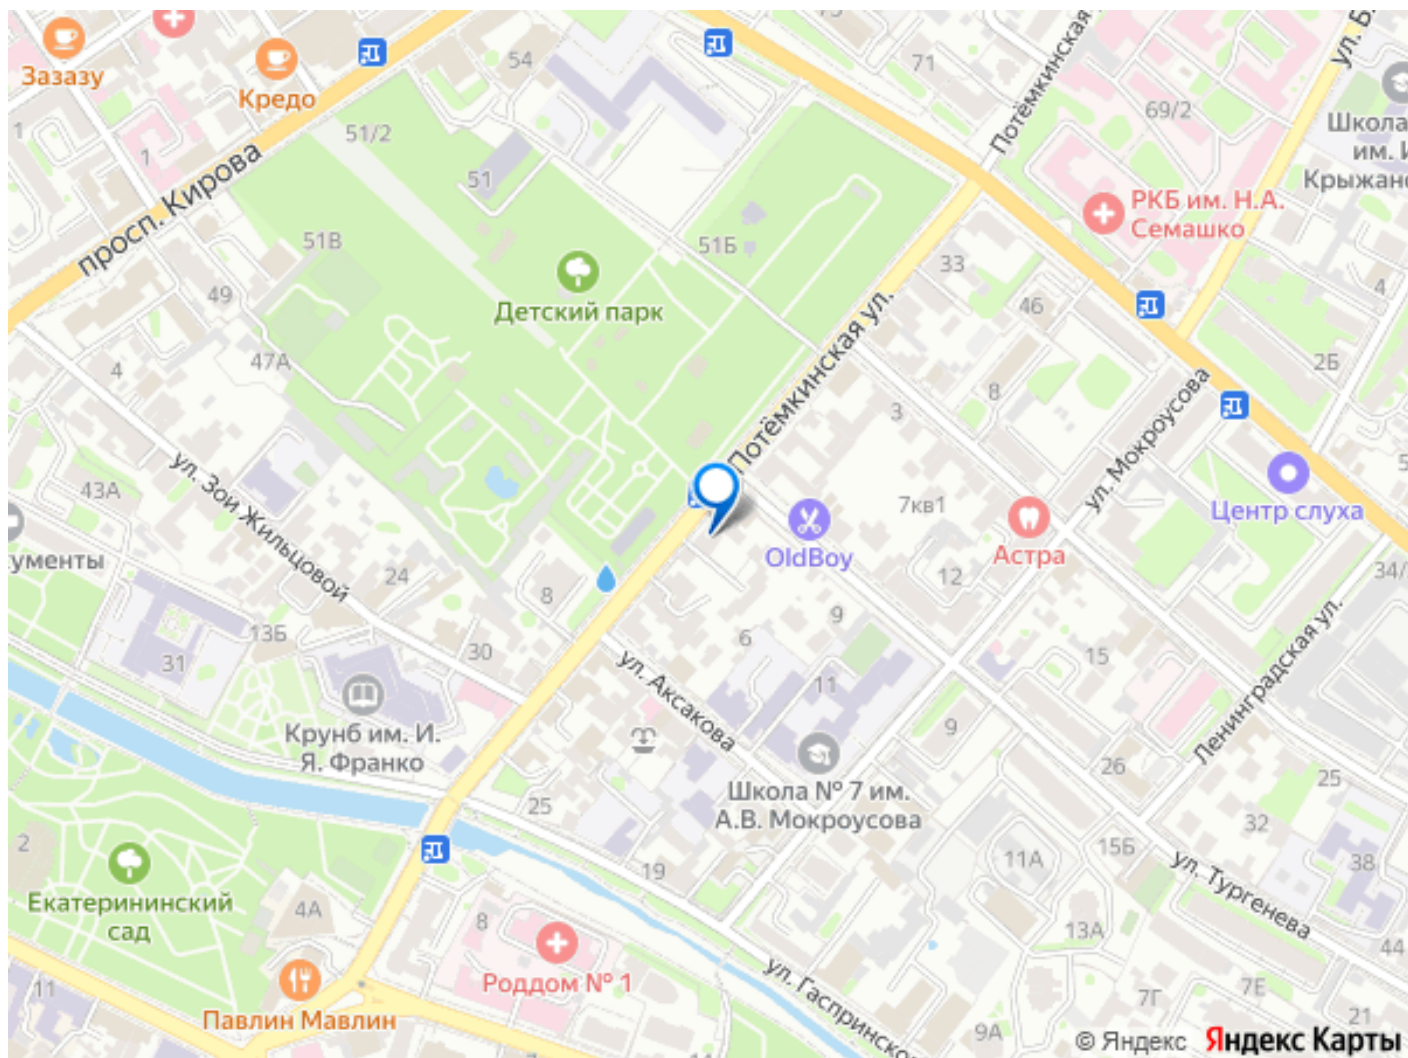 Зазазу
Кредо
54
71
69/2
ул. Б
Потёмкинская
Школа
им. И
Крыжан
РКБ им. Н.А.
Семашко
1
1
51/2
просп. Кирова
51
51В
51Б
33
46
4
Детский парк
49
47А
4
Потёмкинская ул.
8
2Б
3
ул. Мокроусова
ул. Зои Жильцовой
43А
ументы
7кв1
Центр слуха
OldBoy
Астра
24
8
12
34/
13Б
31
30
6
9
11
15
Ленинградская ул.
ул. Аксакова
Крунб им. И.
Я. Франко
9
26
25
25
Школа № 7 им.
А.В. Мокроусова
2
19
11А
15Б
32
38
ул. Тургенева
Екатерининский
сад
4А
8
13А
44
Роддом № 1
ул. Гаспринско
11
Павлин Мавлин
7Г
7Е
21
9А
© Яндекс Яндекс Карты